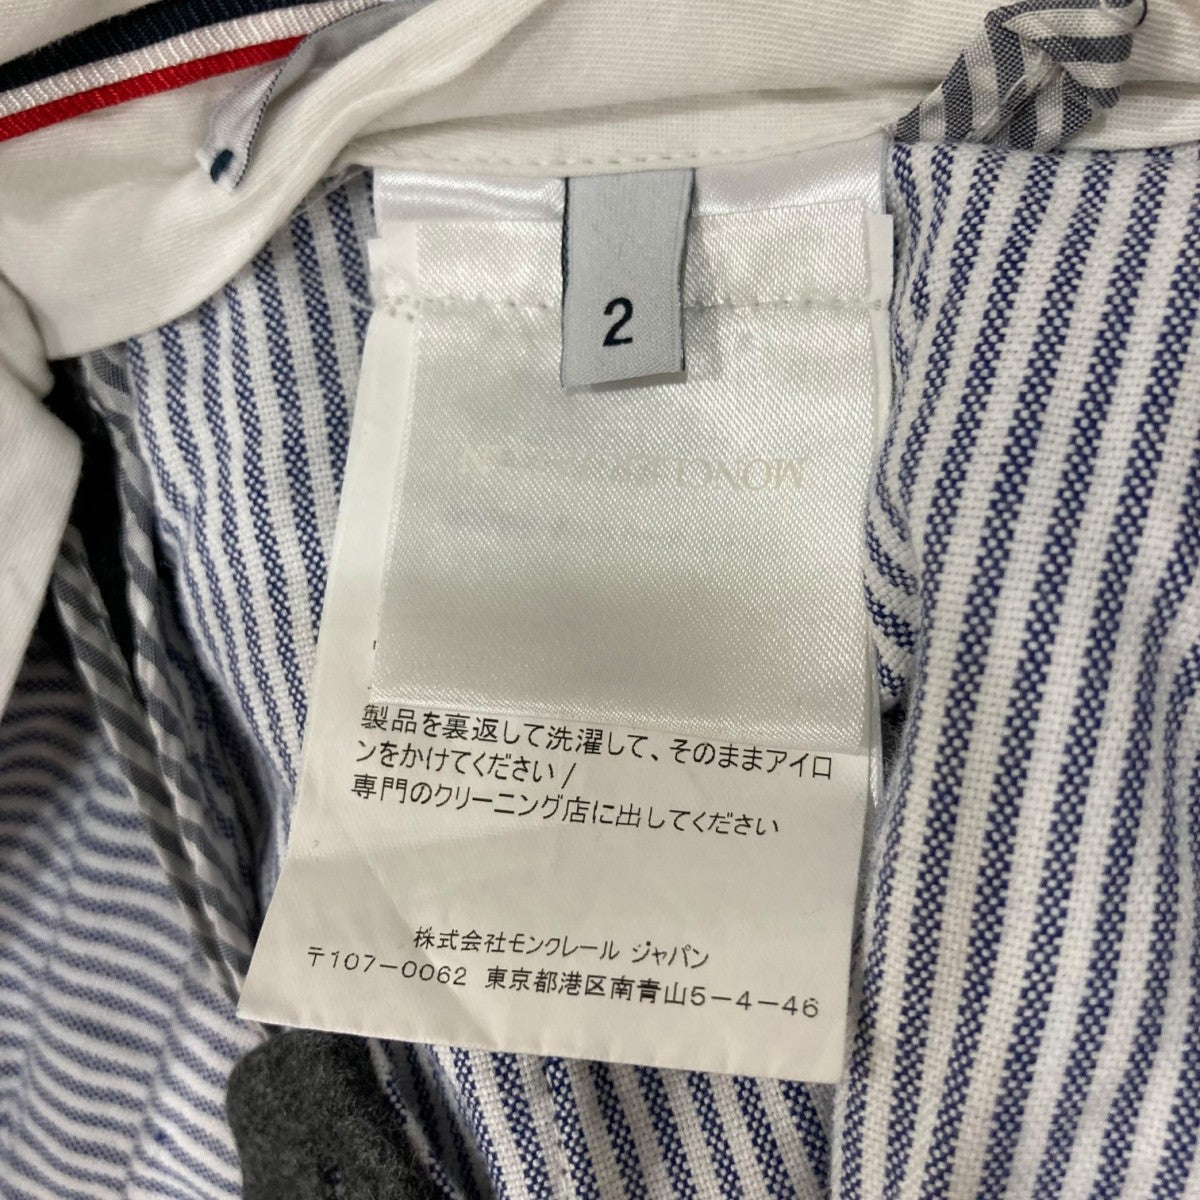 2
製品を裏返して洗濯して、そのままアイロ
ンをかけてください/
専門のクリーニング店に出してください
株式会社モンクレール ジャパン
〒107-0062 東京都港区南青山5-4-46